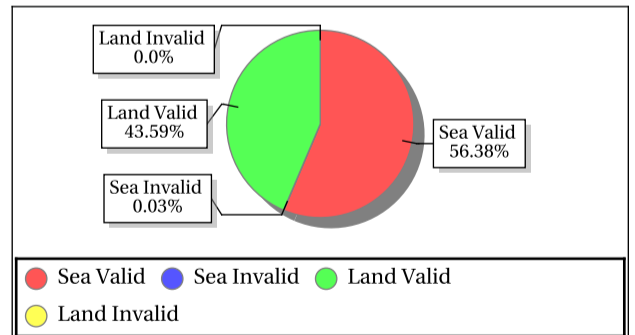 Land Invalid
0.0%
Land Valid
43.59%
Sea Valid
56.38%
Sea Invalid
0.03%
Sea Valid Sea Invalid Land Valid
Land Invalid